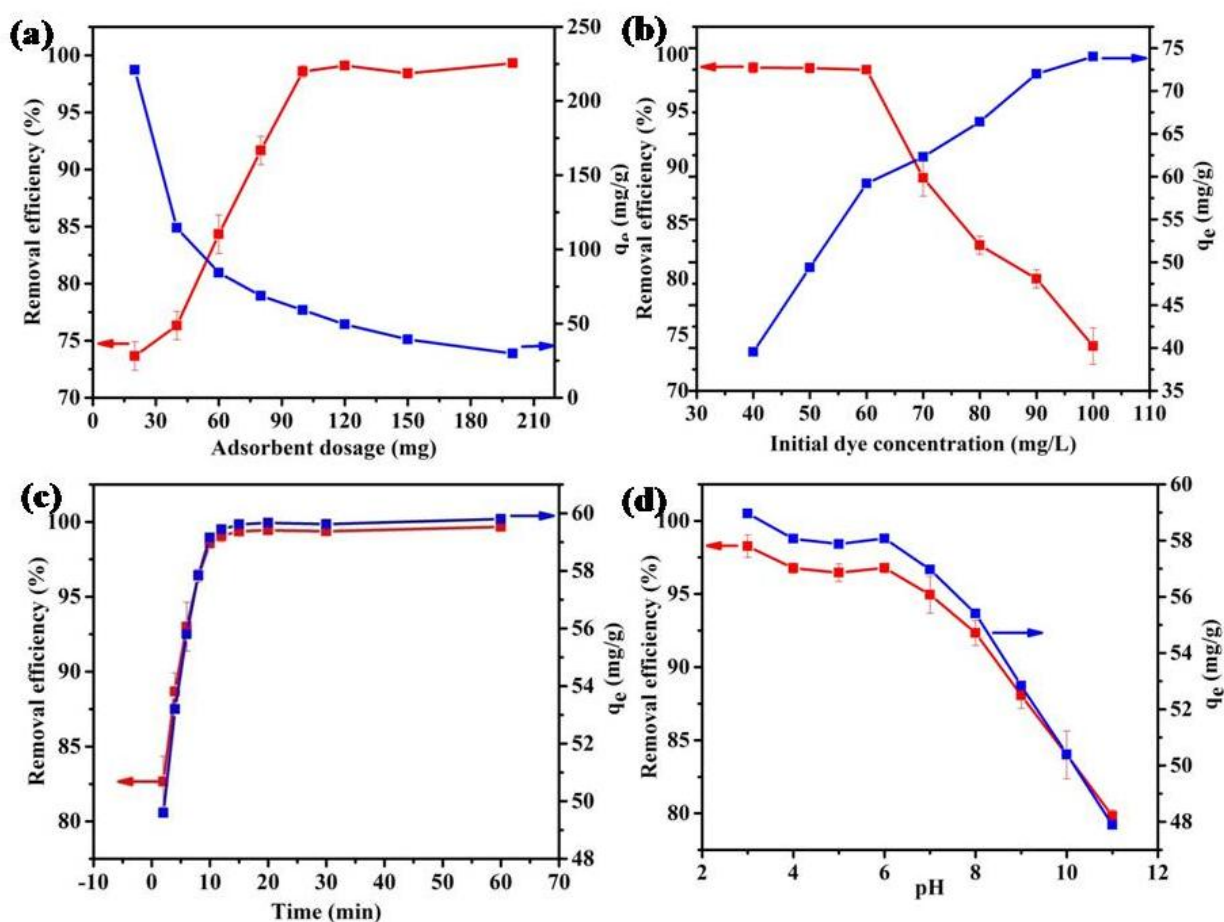 (a)
Removal efficiency (%)
100
95
90
85
80
75
70
0 30 60 90 120 150 180 210
Adsorbent dosage (mg)
250
200
150
100
50
0
qe (mg/g)
(b)
Removal efficiency (%)
100
95
90
85
80
75
70
30 40 50 60 70 80 90 100 110
Initial dye concentration (mg/L)
75
70
65
60
55
50
45
40
35
qe (mg/g)
(c)
Removal efficiency (%)
100
95
90
85
80
-10 0 10 20 30 40 50 60 70
Time (min)
60
58
56
54
52
50
48
qe (mg/g)
(d)
Removal efficiency (%)
100
95
90
85
80
2 4 6 8 10 12
pH
60
58
56
54
52
50
48
qe (mg/g)